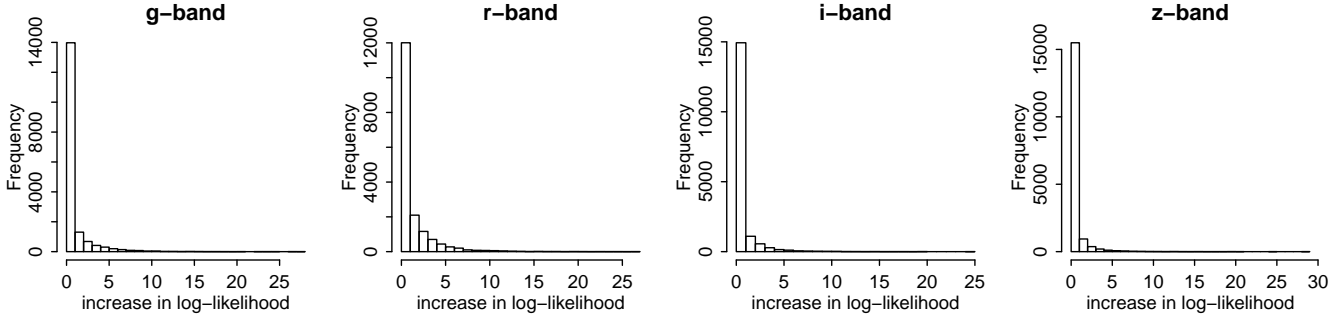 g−band
Frequency
0 4000 8000 14000
0 5 10 15 20 25
increase in log−likelihood
r−band
Frequency
0 4000 8000 12000
0 5 10 15 20 25
increase in log−likelihood
i−band
Frequency
0 5000 10000 15000
0 5 10 15 20 25
increase in log−likelihood
z−band
Frequency
0 5000 10000 15000
0 5 10 15 20 25 30
increase in log−likelihood